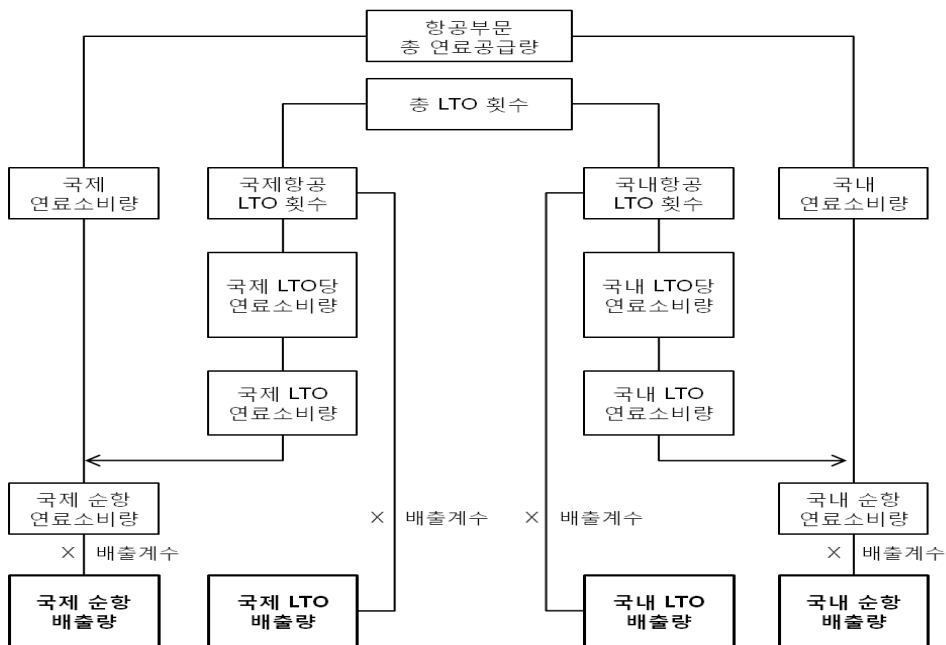 항공부문
총 연료공급량
총 LTO 횟수
국제
연료소비량
국제항공
LTO 횟수
국내항공
LTO 횟수
국내
연료소비량
국제 LTO당
연료소비량
국내 LTO당
연료소비량
국제 LTO
연료소비량
국내 LTO
연료소비량
국제 순항
연료소비량
국내 순항
연료소비량
× 배출계수
× 배출계수
× 배출계수
× 배출계수
국제 순항
배출량
국제 LTO
배출량
국내 LTO
배출량
국내 순항
배출량